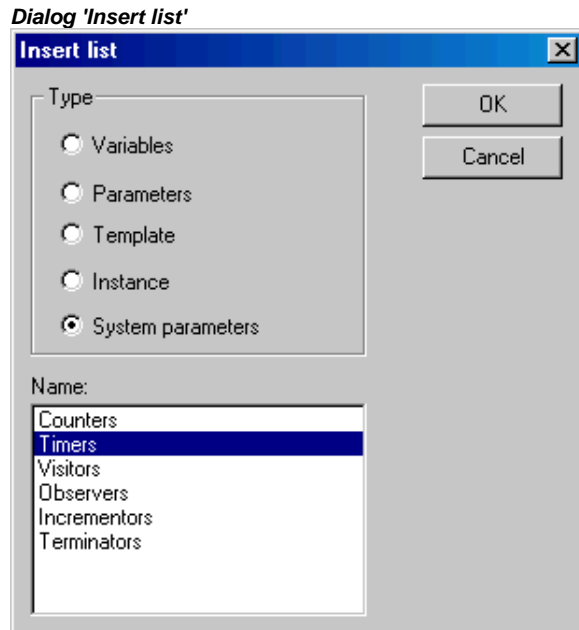 Dialog 'Insert list'
Insert list
Type
OK
Variables
Cancel
Parameters
Template
Instance
System parameters
Name:
Counters
Timers
Visitors
Observers
Incrementors
Terminators